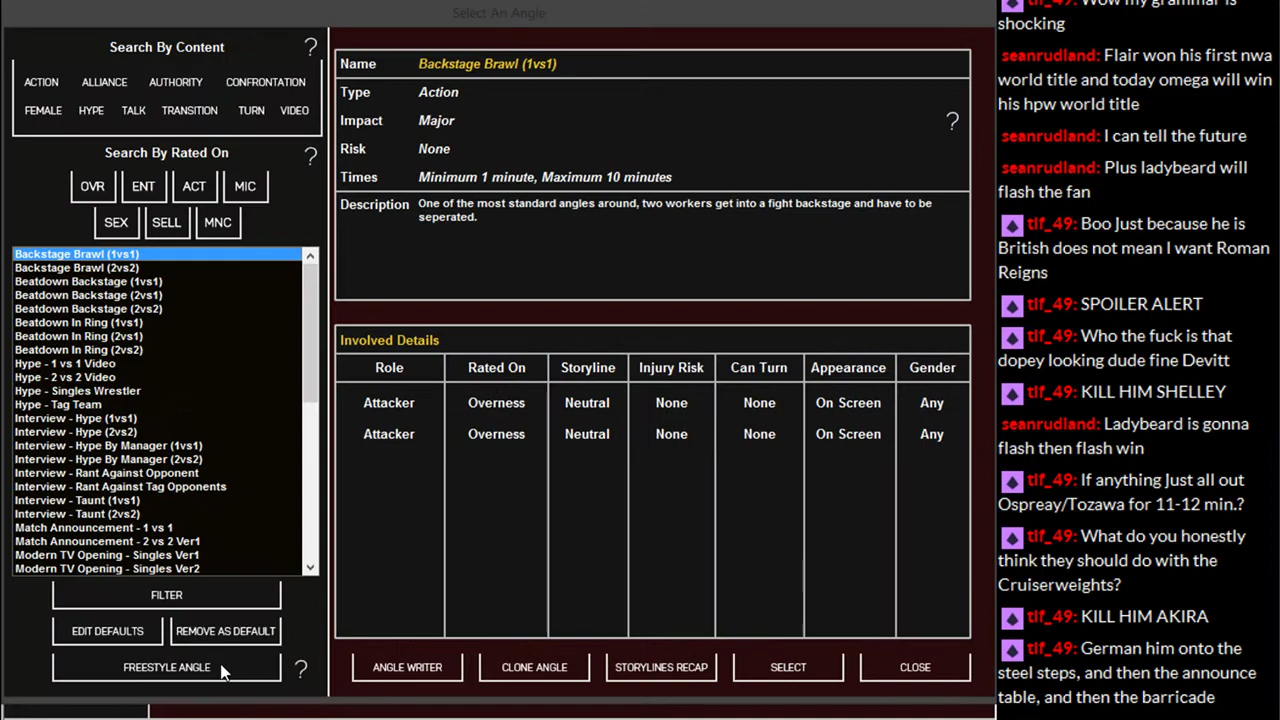 Select An Angle
Search By Content
?
ACTION ALLIANCE AUTHORITY CONFRONTATION
FEMALE HYPE TALK TRANSITION TURN VIDEO
Search By Rated On
?
OVR ENT ACT MIC
SEX SELL MNC
Backstage Brawl (1vs1)
Backstage Brawl (2vs2)
Beatdown Backstage (1vs1)
Beatdown Backstage (2vs1)
Beatdown Backstage (2vs2)
Beatdown In Ring (1vs1)
Beatdown In Ring (2vs1)
Beatdown In Ring (2vs2)
Hype - 1 vs 1 Video
Hype - 2 vs 2 Video
Hype - Singles Wrestler
Hype - Tag Team
Interview - Hype (1vs1)
Interview - Hype (2vs2)
Interview - Hype By Manager (1vs1)
Interview - Hype By Manager (2vs2)
Interview - Rant Against Opponent
Interview - Rant Against Tag Opponents
Interview - Taunt (1vs1)
Interview - Taunt (2vs2)
Match Announcement - 1 vs 1
Match Announcement - 2 vs 2 Ver1
Modern TV Opening - Singles Ver1
Modern TV Opening - Singles Ver2
FILTER
EDIT DEFAULTS REMOVE AS DEFAULT
FREESTYLE ANGLE ?
Name Backstage Brawl (1vs1)
Type Action
Impact Major
?
Risk None
Times Minimum 1 minute, Maximum 10 minutes
Description One of the most standard angles around, two workers get into a fight backstage and have to be
seperated.
Involved Details
Role Rated On Storyline Injury Risk Can Turn Appearance Gender
Attacker Overness Neutral None None On Screen Any
Attacker Overness Neutral None None On Screen Any
ANGLE WRITER CLONE ANGLE STORYLINES RECAP SELECT CLOSE
tlf_49: Wow my grammar is
shocking
seanrudland: Flair won his first nwa
world title and today omega will win
his hpw world title
seanrudland: I can tell the future
seanrudland: Plus ladybeard will
flash the fan
tlf_49: Boo Just because he is
British does not mean I want Roman
Reigns
tlf_49: SPOILER ALERT
tlf_49: Who the fuck is that
dopey looking dude fine Devitt
tlf_49: KILL HIM SHELLEY
seanrudland: Ladybeard is gonna
flash then flash win
tlf_49: If anything Just all out
Ospreay/Tozawa for 11-12 min.?
tlf_49: What do you honestly
think they should do with the
Cruiserweights?
tlf_49: KILL HIM AKIRA
tlf_49: German him onto the
steel steps, and then the announce
table, and then the barricade